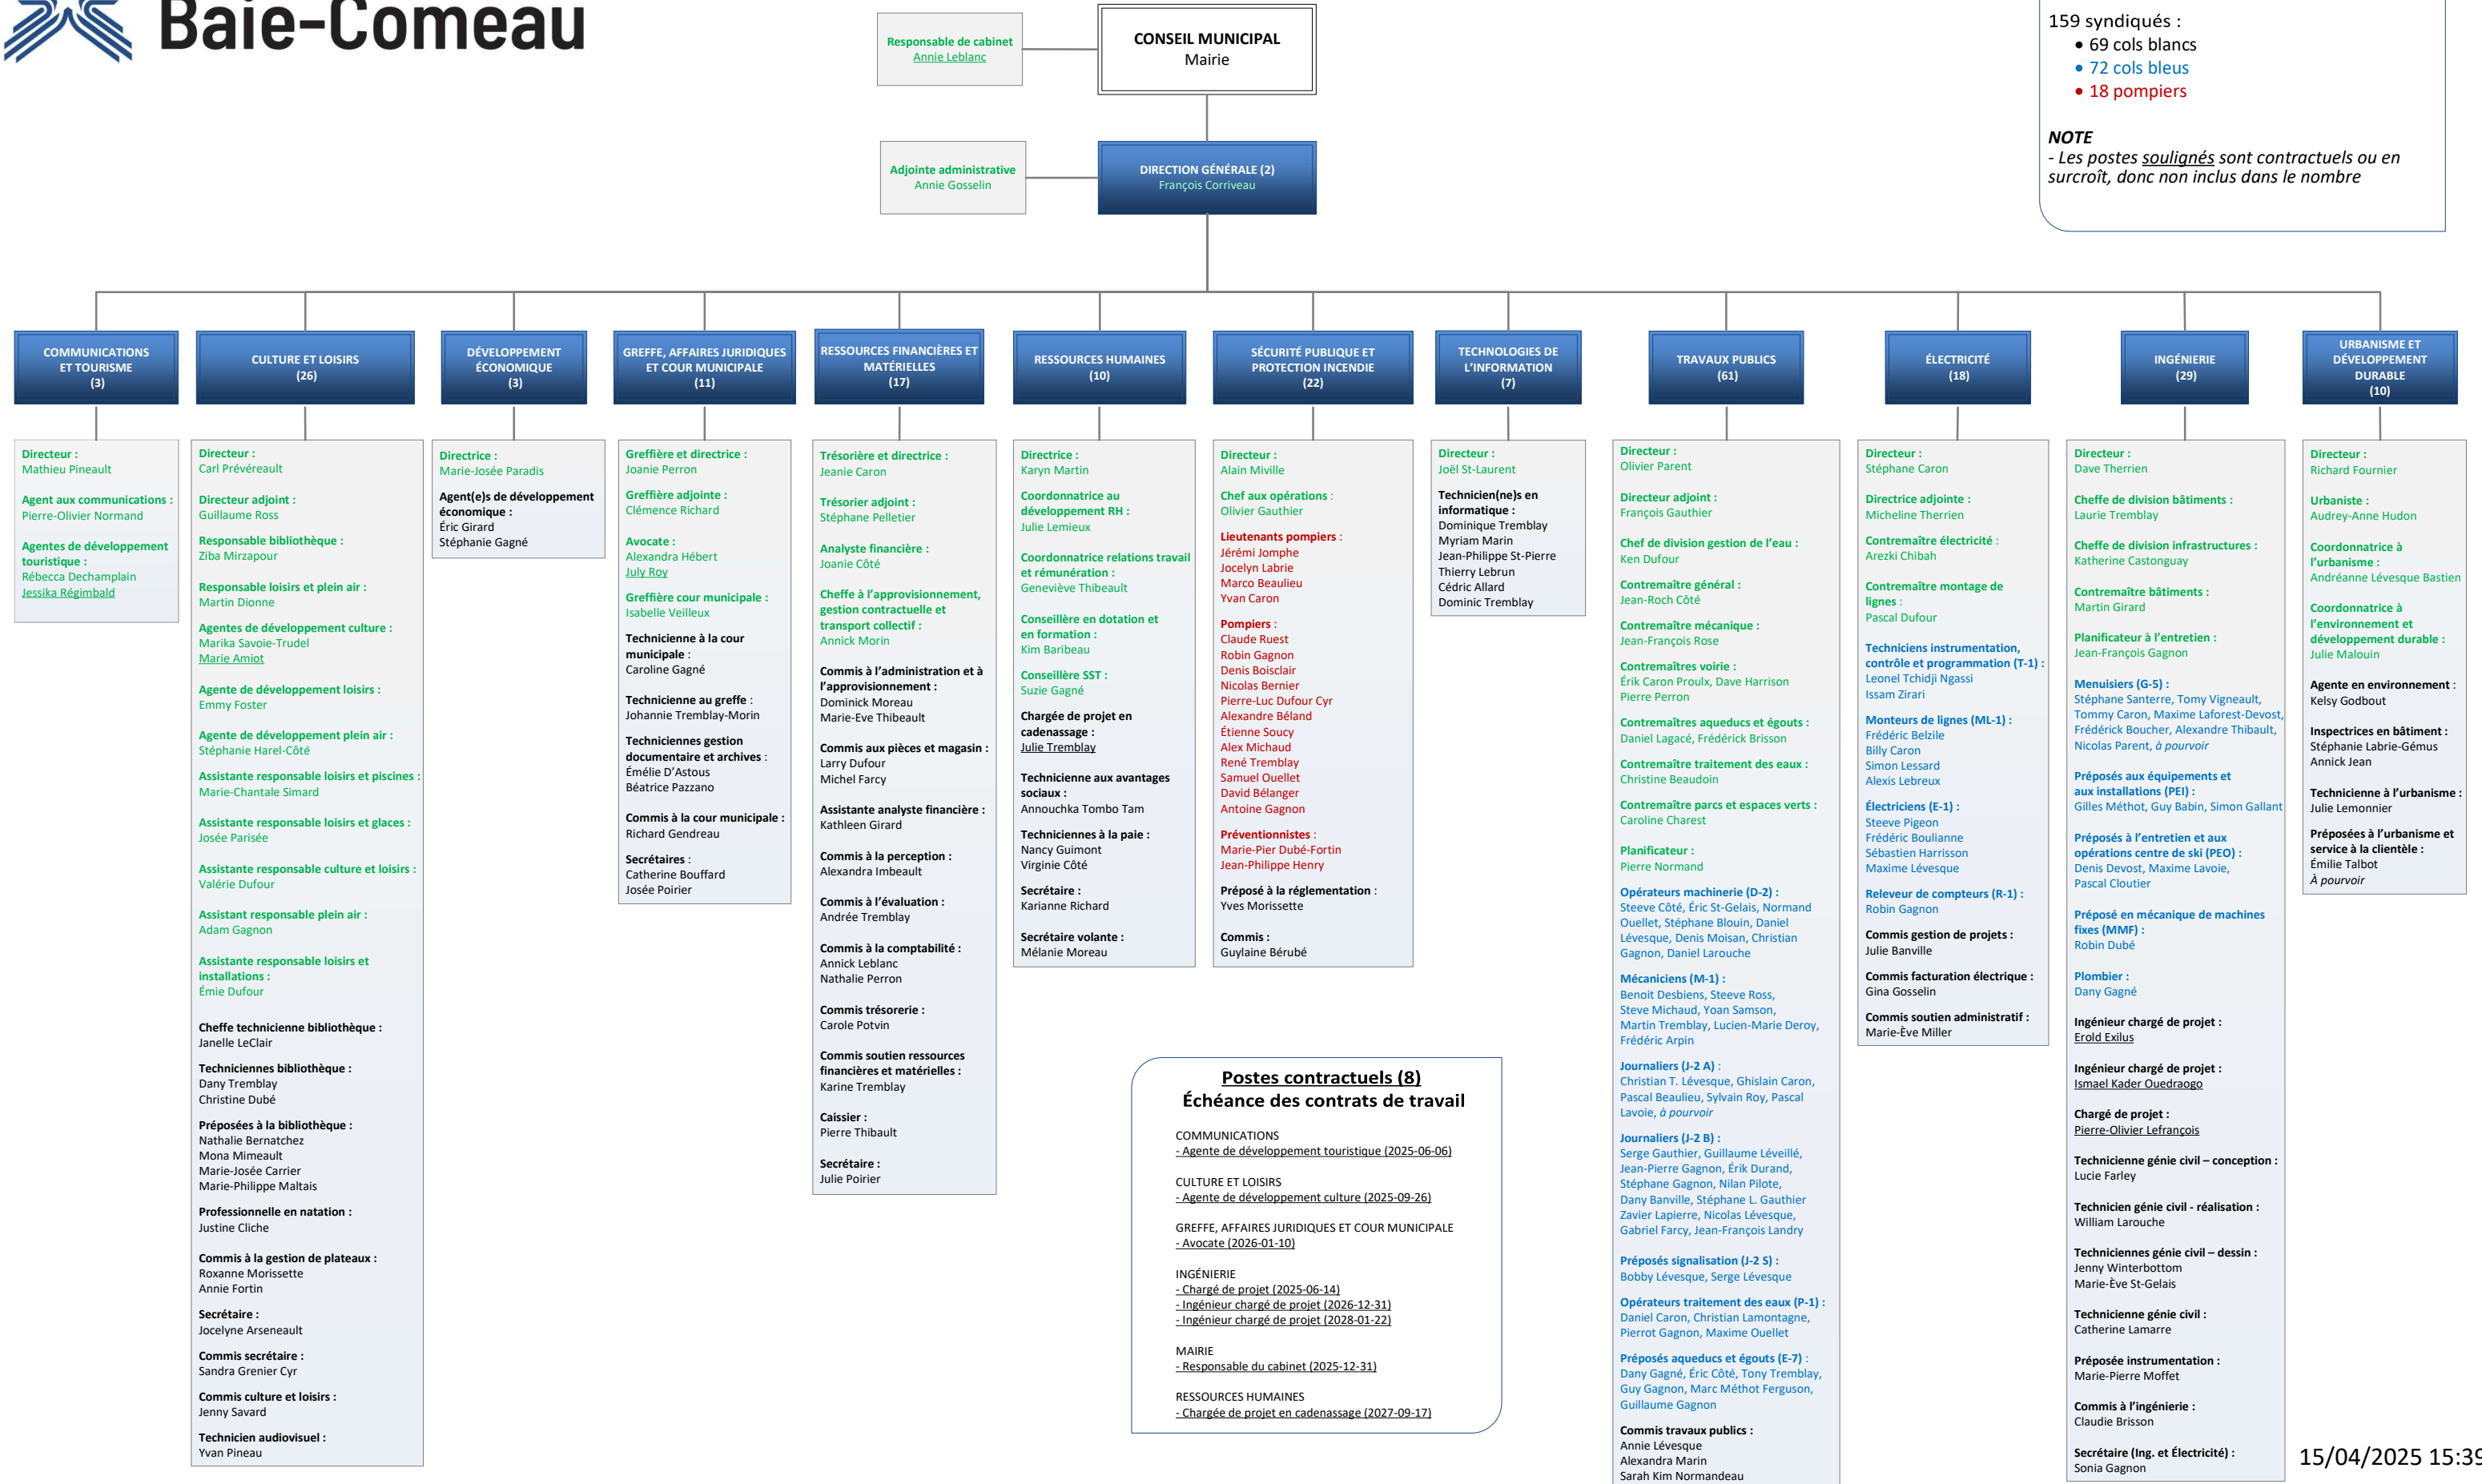 Baie-Comeau
Responsable de cabinet
Annie Leblanc
CONSEIL MUNICIPAL
Mairie
159 syndiqués :
• 69 cols blancs
• 72 cols bleus
• 18 pompiers
NOTE
- Les postes soulignés sont contractuels ou en
surcroît, donc non inclus dans le nombre
Adjointe administrative
Annie Gosselin
DIRECTION GÉNÉRALE (2)
François Corriveau
COMMUNICATIONS
ET TOURISME
(3)
Directeur :
Mathieu Pineault
Agent aux communications :
Pierre-Olivier Normand
Agentes de développement
touristique :
Rébecca Dechamplain
Jessika Régimbald
CULTURE ET LOISIRS
(26)
Directeur :
Carl Prévéreault
Directeur adjoint :
Guillaume Ross
Responsable bibliothèque :
Ziba Mirzapour
Responsable loisirs et plein air :
Martin Dionne
Agentes de développement culture :
Marika Savoie-Trudel
Marie Amiot
Agente de développement loisirs :
Emmy Foster
Agente de développement plein air :
Stéphanie Harel-Côté
Assistante responsable loisirs et piscines :
Marie-Chantale Simard
Assistante responsable loisirs et glaces :
Josée Parisée
Assistante responsable culture et loisirs :
Valérie Dufour
Assistant responsable plein air :
Adam Gagnon
Assistante responsable loisirs et
installations :
Émie Dufour
Cheffe technicienne bibliothèque :
Janelle LeClair
Techniciennes bibliothèque :
Dany Tremblay
Christine Dubé
Préposées à la bibliothèque :
Nathalie Bernatchez
Mona Mimeault
Marie-Josée Carrier
Marie-Philippe Maltais
Professionnelle en natation :
Justine Cliche
Commis à la gestion de plateaux :
Roxanne Morissette
Annie Fortin
Secrétaire :
Jocelyne Arseneault
Commis secrétaire :
Sandra Grenier Cyr
Commis culture et loisirs :
Jenny Savard
Technicien audiovisuel :
Yvan Pineau
DÉVELOPPEMENT
ÉCONOMIQUE
(3)
Directrice :
Marie-Josée Paradis
Agent(e)s de développement
économique :
Éric Girard
Stéphanie Gagné
GREFFE, AFFAIRES JURIDIQUES
ET COUR MUNICIPALE
(11)
Greffière et directrice :
Joanie Perron
Greffière adjointe :
Clémence Richard
Avocate :
Alexandra Hébert
July Roy
Greffière cour municipale :
Isabelle Veilleux
Technicienne à la cour
municipale :
Caroline Gagné
Technicienne au greffe :
Johannie Tremblay-Morin
Techniciennes gestion
documentaire et archives :
Émélie D'Astous
Béatrice Pazzano
Commis à la cour municipale :
Richard Gendreau
Secrétaires :
Catherine Bouffard
Josée Poirier
RESSOURCES FINANCIÈRES ET
MATÉRIELLES
(17)
Trésorière et directrice :
Jeanie Caron
Trésorier adjoint :
Stéphane Pelletier
Analyste financière :
Joanie Côté
Cheffe à l'approvisionnement,
gestion contractuelle et
transport collectif :
Annick Morin
Commis à l'administration et à
l'approvisionnement :
Dominick Moreau
Marie-Eve Thibeault
Commis aux pièces et magasin :
Larry Dufour
Michel Farcy
Assistante analyste financière :
Kathleen Girard
Commis à la perception :
Alexandra Imbeault
Commis à l'évaluation :
Andrée Tremblay
Commis à la comptabilité :
Annick Leblanc
Nathalie Perron
Commis trésorerie :
Carole Potvin
Commis soutien ressources
financières et matérielles :
Karine Tremblay
Caissier :
Pierre Thibault
Secrétaire :
Julie Poirier
RESSOURCES HUMAINES
(10)
Directrice :
Karyn Martin
Coordonnatrice au
développement RH :
Julie Lemieux
Coordonnatrice relations travail
et rémunération :
Geneviève Thibeault
Conseillère en dotation et
en formation :
Kim Baribeau
Conseillère SST :
Suzie Gagné
Chargée de projet en
cadenassage :
Julie Tremblay
Technicienne aux avantages
sociaux :
Annouchka Tombo Tam
Techniciennes à la paie :
Nancy Guimont
Virginie Côté
Secrétaire :
Karianne Richard
Secrétaire volante :
Mélanie Moreau
SÉCURITÉ PUBLIQUE ET
PROTECTION INCENDIE
(22)
Directeur :
Alain Miville
Chef aux opérations :
Olivier Gauthier
Lieutenants pompiers :
Jérémi Jomphe
Jocelyn Labrie
Marco Beaulieu
Yvan Caron
Pompiers :
Claude Ruest
Robin Gagnon
Denis Boisclair
Nicolas Bernier
Pierre-Luc Dufour Cyr
Alexandre Béland
Étienne Soucy
Alex Michaud
René Tremblay
Samuel Ouellet
David Bélanger
Antoine Gagnon
Préventionnistes :
Marie-Pier Dubé-Fortin
Jean-Philippe Henry
Préposé à la réglementation :
Yves Morissette
Commis :
Guylaine Bérubé
TECHNOLOGIES DE
L'INFORMATION
(7)
Directeur :
Joël St-Laurent
Technicien(ne)s en
informatique :
Dominique Tremblay
Myriam Marin
Jean-Philippe St-Pierre
Thierry Lebrun
Cédric Allard
Dominic Tremblay
TRAVAUX PUBLICS
(61)
Directeur :
Olivier Parent
Directeur adjoint :
François Gauthier
Chef de division gestion de l'eau :
Ken Dufour
Contremaître général :
Jean-Roch Côté
Contremaître mécanique :
Jean-François Rose
Contremaîtres voirie :
Érik Caron Proulx, Dave Harrison
Pierre Perron
Contremaîtres aqueducs et égouts :
Daniel Lagacé, Frédérick Brisson
Contremaître traitement des eaux :
Christine Beaudoin
Contremaître parcs et espaces verts :
Caroline Charest
Planificateur :
Pierre Normand
Opérateurs machinerie (D-2) :
Steeve Côté, Éric St-Gelais, Normand
Ouellet, Stéphane Blouin, Daniel
Lévesque, Denis Moisan, Christian
Gagnon, Daniel Larouche
Mécaniciens (M-1) :
Benoit Desbiens, Steeve Ross,
Steve Michaud, Yoan Samson,
Martin Tremblay, Lucien-Marie Deroy,
Frédéric Arpin
Journaliers (J-2 A) :
Christian T. Lévesque, Ghislain Caron,
Pascal Beaulieu, Sylvain Roy, Pascal
Lavoie, à pourvoir
Journaliers (J-2 B) :
Serge Gauthier, Guillaume Léveillé,
Jean-Pierre Gagnon, Érik Durand,
Stéphane Gagnon, Nilan Pilote,
Dany Banville, Stéphane L. Gauthier
Zavier Lapierre, Nicolas Lévesque,
Gabriel Farcy, Jean-François Landry
Préposés signalisation (J-2 S) :
Bobby Lévesque, Serge Lévesque
Opérateurs traitement des eaux (P-1) :
Daniel Caron, Christian Lamontagne,
Pierrot Gagnon, Maxime Ouellet
Préposés aqueducs et égouts (E-7) :
Dany Gagné, Éric Côté, Tony Tremblay,
Guy Gagnon, Marc Méthot Ferguson,
Guillaume Gagnon
Commis travaux publics :
Annie Lévesque
Alexandra Marin
Sarah Kim Normandeau
ÉLECTRICITÉ
(18)
Directeur :
Stéphane Caron
Directrice adjointe :
Micheline Therrien
Contremaître électricité :
Arezki Chibah
Contremaître montage de
lignes :
Pascal Dufour
Techniciens instrumentation,
contrôle et programmation (T-1) :
Leonel Tchidji Ngassi
Issam Zirari
Monteurs de lignes (ML-1) :
Frédéric Belzile
Billy Caron
Simon Lessard
Alexis Lebreux
Électriciens (E-1) :
Steeve Pigeon
Frédéric Boulianne
Sébastien Harrisson
Maxime Lévesque
Releveur de compteurs (R-1) :
Robin Gagnon
Commis gestion de projets :
Julie Banville
Commis facturation électrique :
Gina Gosselin
Commis soutien administratif :
Marie-Ève Miller
INGÉNIERIE
(29)
Directeur :
Dave Therrien
Cheffe de division bâtiments :
Laurie Tremblay
Cheffe de division infrastructures :
Katherine Castonguay
Contremaître bâtiments :
Martin Girard
Planificateur à l'entretien :
Jean-François Gagnon
Menuisiers (G-5) :
Stéphane Santerre, Tomy Vigneault,
Tommy Caron, Maxime Laforest-Devost,
Frédérick Boucher, Alexandre Thibault,
Nicolas Parent, à pourvoir
Préposés aux équipements et
aux installations (PEI) :
Gilles Méthot, Guy Babin, Simon Gallant
Préposés à l'entretien et aux
opérations centre de ski (PEO) :
Denis Devost, Maxime Lavoie,
Pascal Cloutier
Préposé en mécanique de machines
fixes (MMF) :
Robin Dubé
Plombier :
Dany Gagné
Ingénieur chargé de projet :
Erold Exilus
Ingénieur chargé de projet :
Ismael Kader Ouedraogo
Chargé de projet :
Pierre-Olivier Lefrançois
Technicienne génie civil – conception :
Lucie Farley
Technicien génie civil - réalisation :
William Larouche
Techniciennes génie civil – dessin :
Jenny Winterbottom
Marie-Ève St-Gelais
Technicienne génie civil :
Catherine Lamarre
Préposée instrumentation :
Marie-Pierre Moffet
Commis à l'ingénierie :
Claudie Brisson
Secrétaire (Ing. et Électricité) :
Sonia Gagnon
URBANISME ET
DÉVELOPPEMENT
DURABLE
(10)
Directeur :
Richard Fournier
Urbaniste :
Audrey-Anne Hudon
Coordonnatrice à
l'urbanisme :
Andréanne Lévesque Bastien
Coordonnatrice à
l'environnement et
développement durable :
Julie Malouin
Agente en environnement :
Kelsy Godbout
Inspectrices en bâtiment :
Stéphanie Labrie-Gémus
Annick Jean
Technicienne à l'urbanisme :
Julie Lemonnier
Préposées à l'urbanisme et
service à la clientèle :
Émilie Talbot
À pourvoir
Postes contractuels (8)
Échéance des contrats de travail
COMMUNICATIONS
- Agente de développement touristique (2025-06-06)
CULTURE ET LOISIRS
- Agente de développement culture (2025-09-26)
GREFFE, AFFAIRES JURIDIQUES ET COUR MUNICIPALE
- Avocate (2026-01-10)
INGÉNIERIE
- Chargé de projet (2025-06-14)
- Ingénieur chargé de projet (2026-12-31)
- Ingénieur chargé de projet (2028-01-22)
MAIRIE
- Responsable du cabinet (2025-12-31)
RESSOURCES HUMAINES
- Chargée de projet en cadenassage (2027-09-17)
15/04/2025 15:39